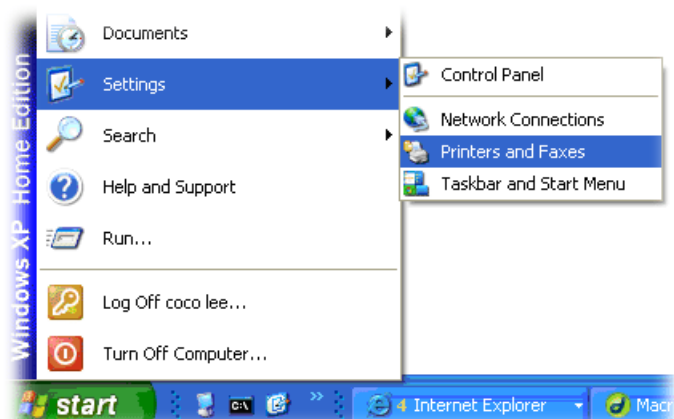 Documents
Settings
Search
Help and Support
Run...
Log Off coco lee...
Turn Off Computer...
Windows XP Home Edition
Control Panel
Network Connections
Printers and Faxes
Taskbar and Start Menu
start
C:\
»
4 Internet Explorer
Macr